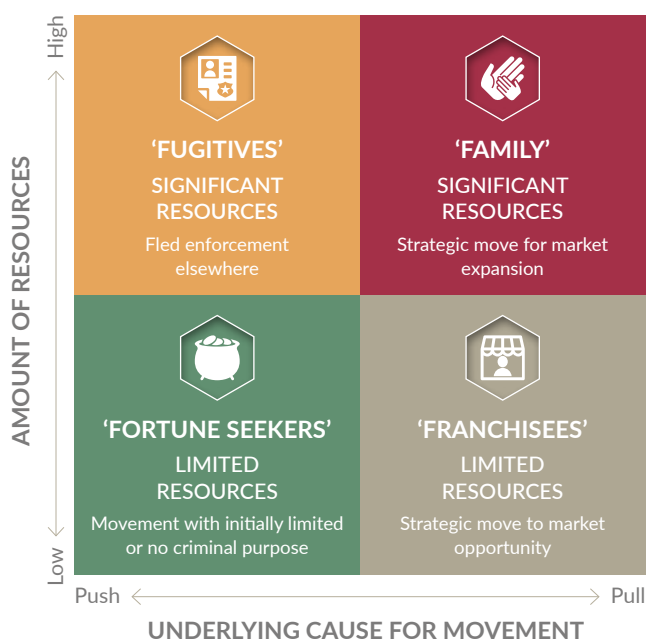 High
AMOUNT OF RESOURCES
Low
‘FUGITIVES’
SIGNIFICANT
RESOURCES
Fled enforcement
elsewhere
‘FAMILY’
SIGNIFICANT
RESOURCES
Strategic move for market
expansion
‘FORTUNE SEEKERS’
LIMITED
RESOURCES
Movement with initially limited
or no criminal purpose
‘FRANCHISEES’
LIMITED
RESOURCES
Strategic move to market
opportunity
Push
Pull
UNDERLYING CAUSE FOR MOVEMENT